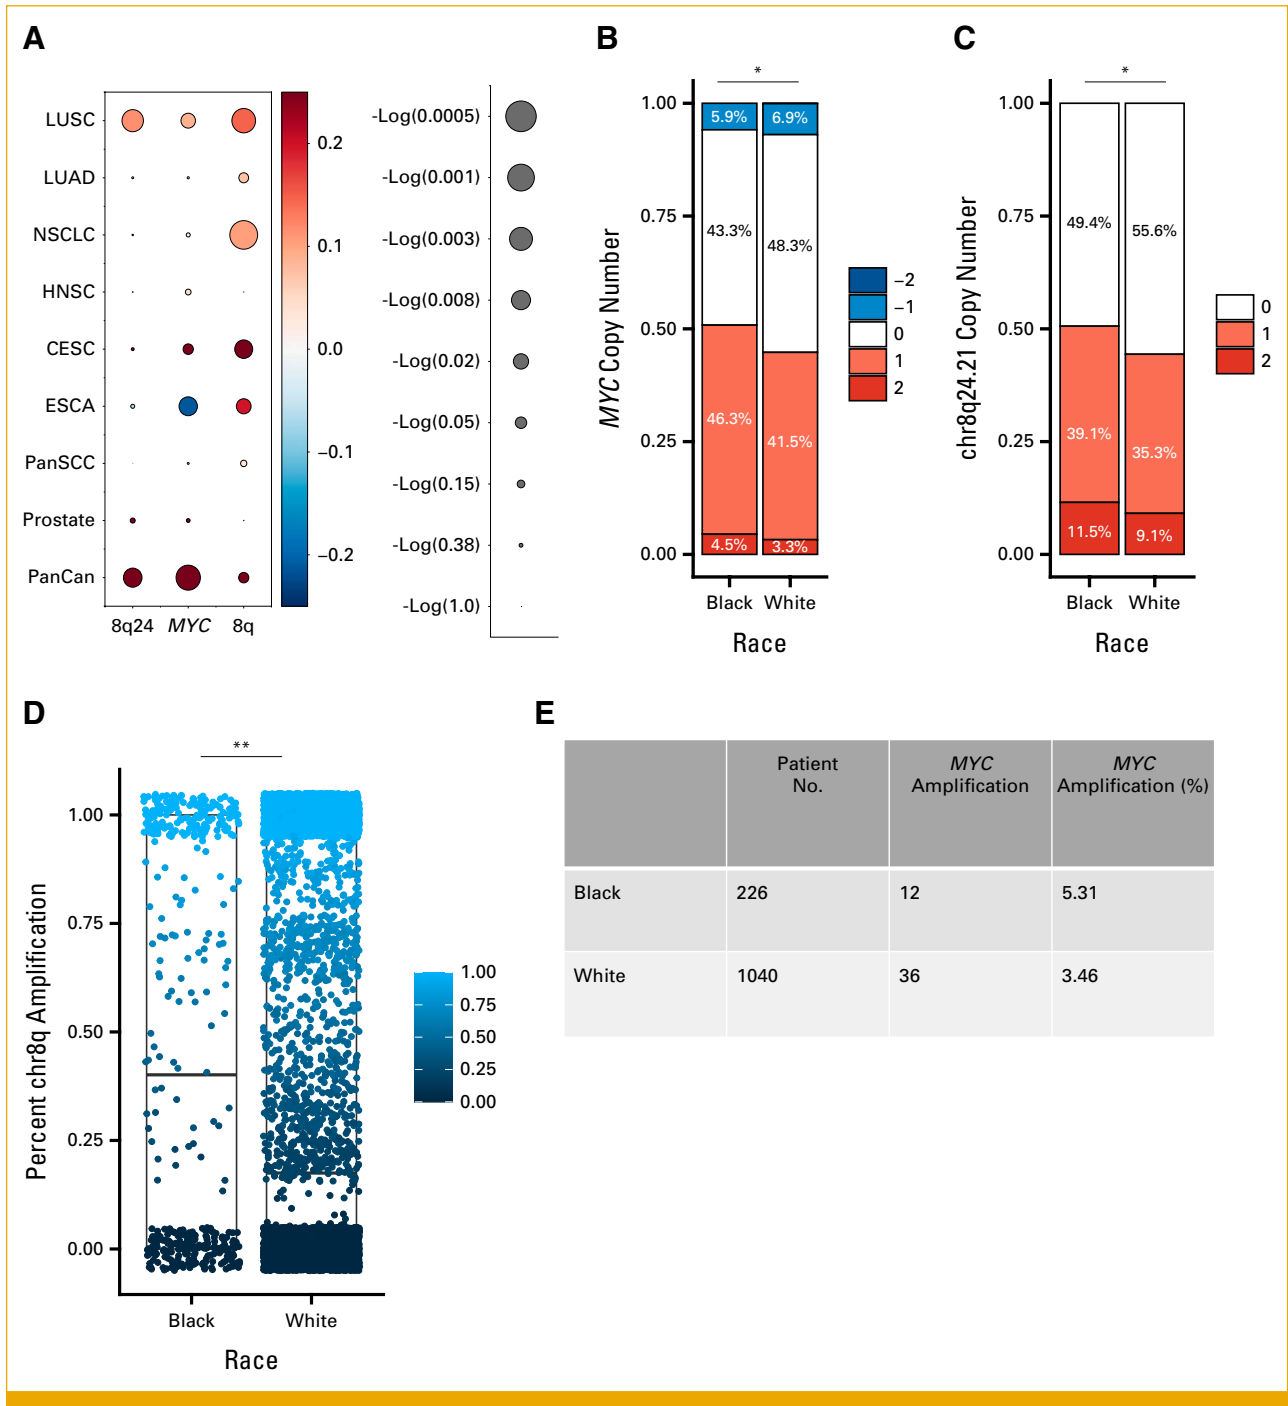 A
LUSC
LUAD
NSCLC
HNSC
CESC
ESCA
PanSCC
Prostate
PanCan
8q24 MYC 8q
0.2
0.1
0.0
−0.1
−0.2
-Log(0.0005)
-Log(0.001)
-Log(0.003)
-Log(0.008)
-Log(0.02)
-Log(0.05)
-Log(0.15)
-Log(0.38)
-Log(1.0)
B
*
MYC Copy Number
1.00
0.75
0.50
0.25
0.00
5.9% 6.9%
43.3% 48.3%
46.3% 41.5%
4.5% 3.3%
Black White
Race
−2
−1
0
1
2
C
*
chr8q24.21 Copy Number
1.00
0.75
0.50
0.25
0.00
49.4% 55.6%
39.1% 35.3%
11.5% 9.1%
Black White
Race
0
1
2
D
**
Percent chr8q Amplification
1.00
0.75
0.50
0.25
0.00
Black White
Race
1.00
0.75
0.50
0.25
0.00
E
Patient No. MYC Amplification MYC Amplification (%)
Black 226 12 5.31
White 1040 36 3.46